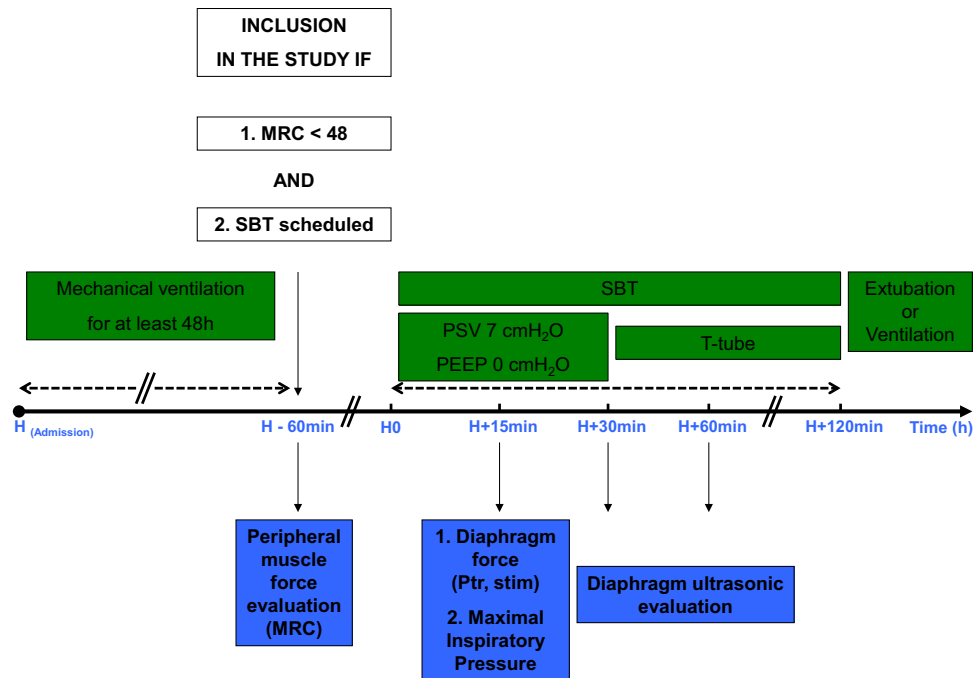 INCLUSION
IN THE STUDY IF
1. MRC < 48
AND
2. SBT scheduled
Mechanical ventilation
for at least 48h
SBT
PSV 7 cmH₂O
PEEP 0 cmH₂O
T-tube
Extubation
or
Ventilation
H (Admission)
H - 60min
H0
H+15min
H+30min
H+60min
H+120min
Time (h)
Peripheral
muscle
force
evaluation
(MRC)
1. Diaphragm
force
(Ptr, stim)
2. Maximal
Inspiratory
Pressure
Diaphragm ultrasonic
evaluation